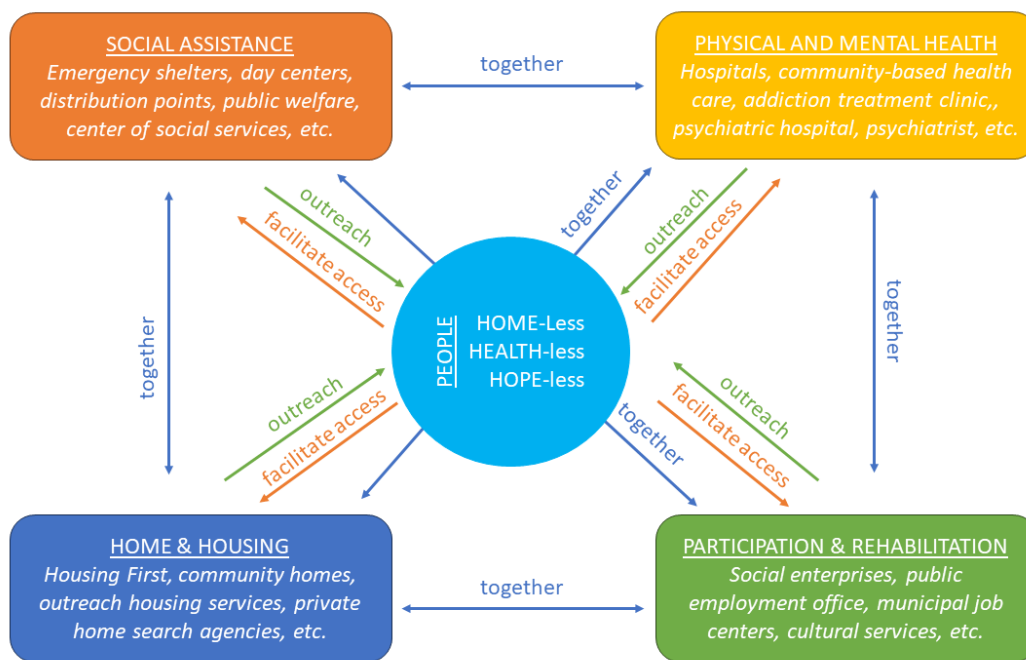 SOCIAL ASSISTANCE
Emergency shelters, day centers,
distribution points, public welfare,
center of social services, etc.
together
PHYSICAL AND MENTAL HEALTH
Hospitals, community-based health
care, addiction treatment clinic,,
psychiatric hospital, psychiatrist, etc.
outreach
facilitate access
together
outreach
facilitate access
together
together
PEOPLE
HOME-Less
HEALTH-less
HOPE-less
outreach
facilitate access
together
outreach
facilitate access
HOME & HOUSING
Housing First, community homes,
outreach housing services, private
home search agencies, etc.
together
PARTICIPATION & REHABILITATION
Social enterprises, public
employment office, municipal job
centers, cultural services, etc.